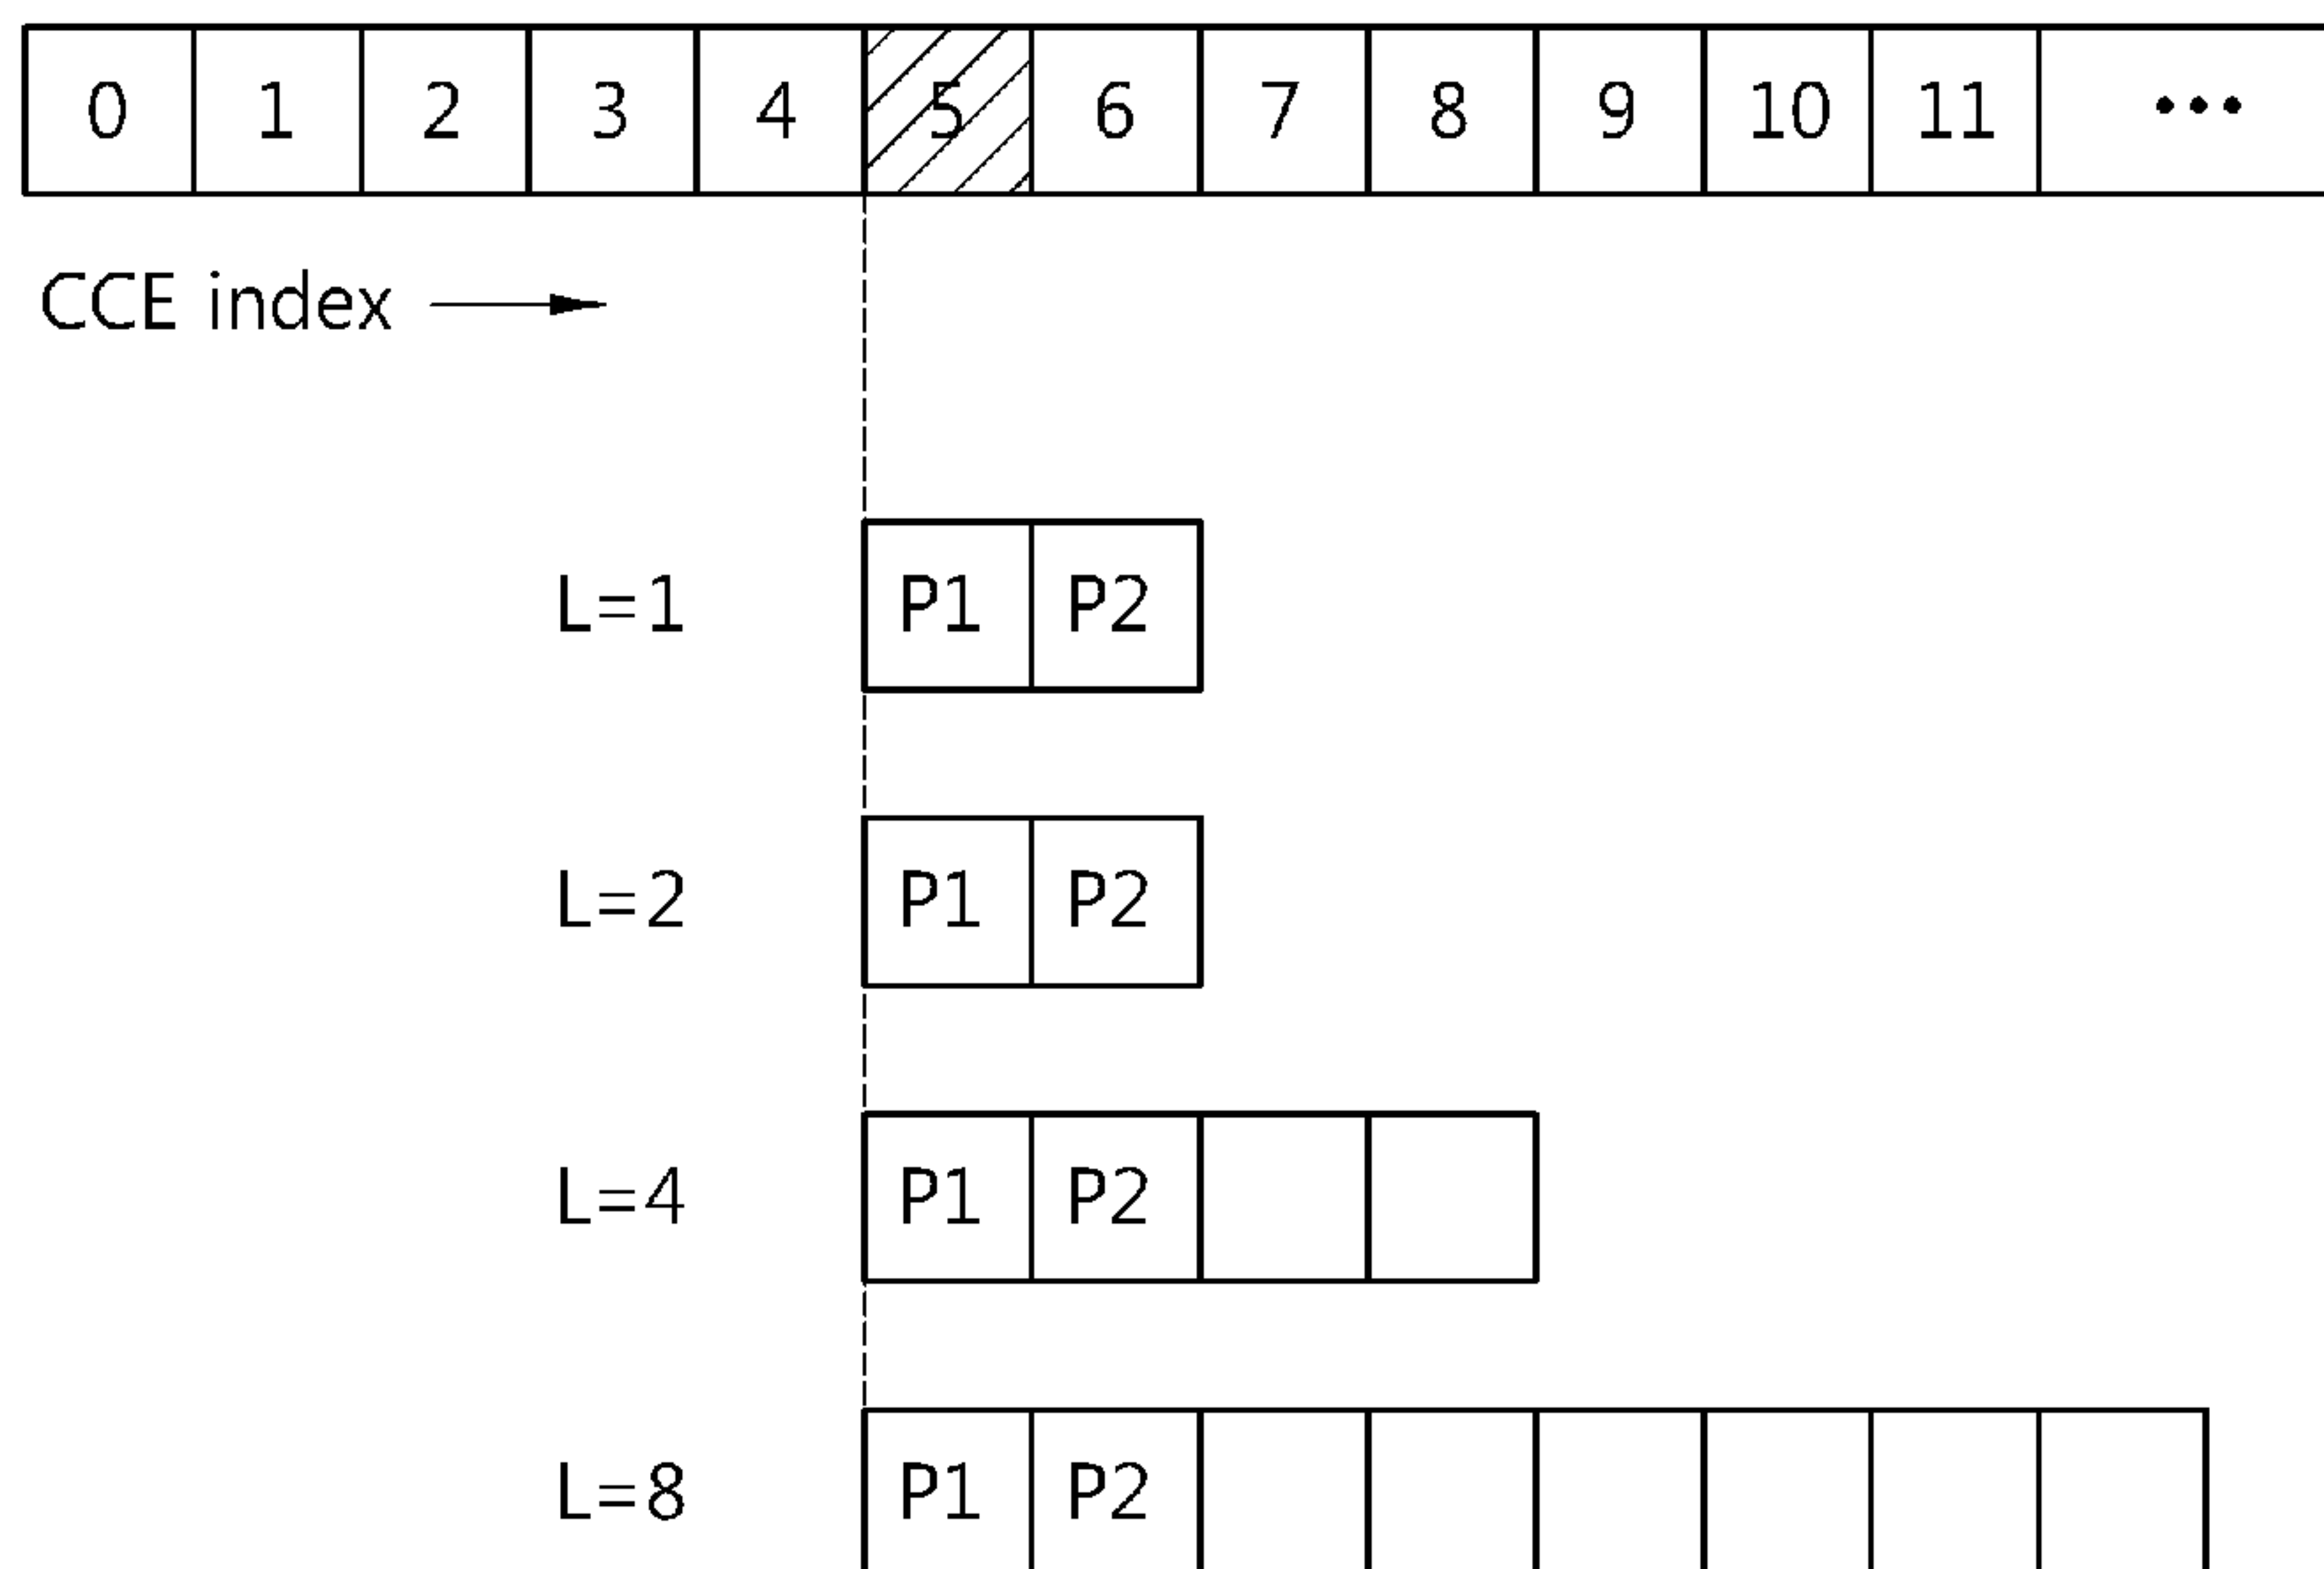 0 1 2 3 4 5 6 7 8 9 10 11 •••
CCE index
L=1 P1 P2
L=2 P1 P2
L=4 P1 P2
L=8 P1 P2